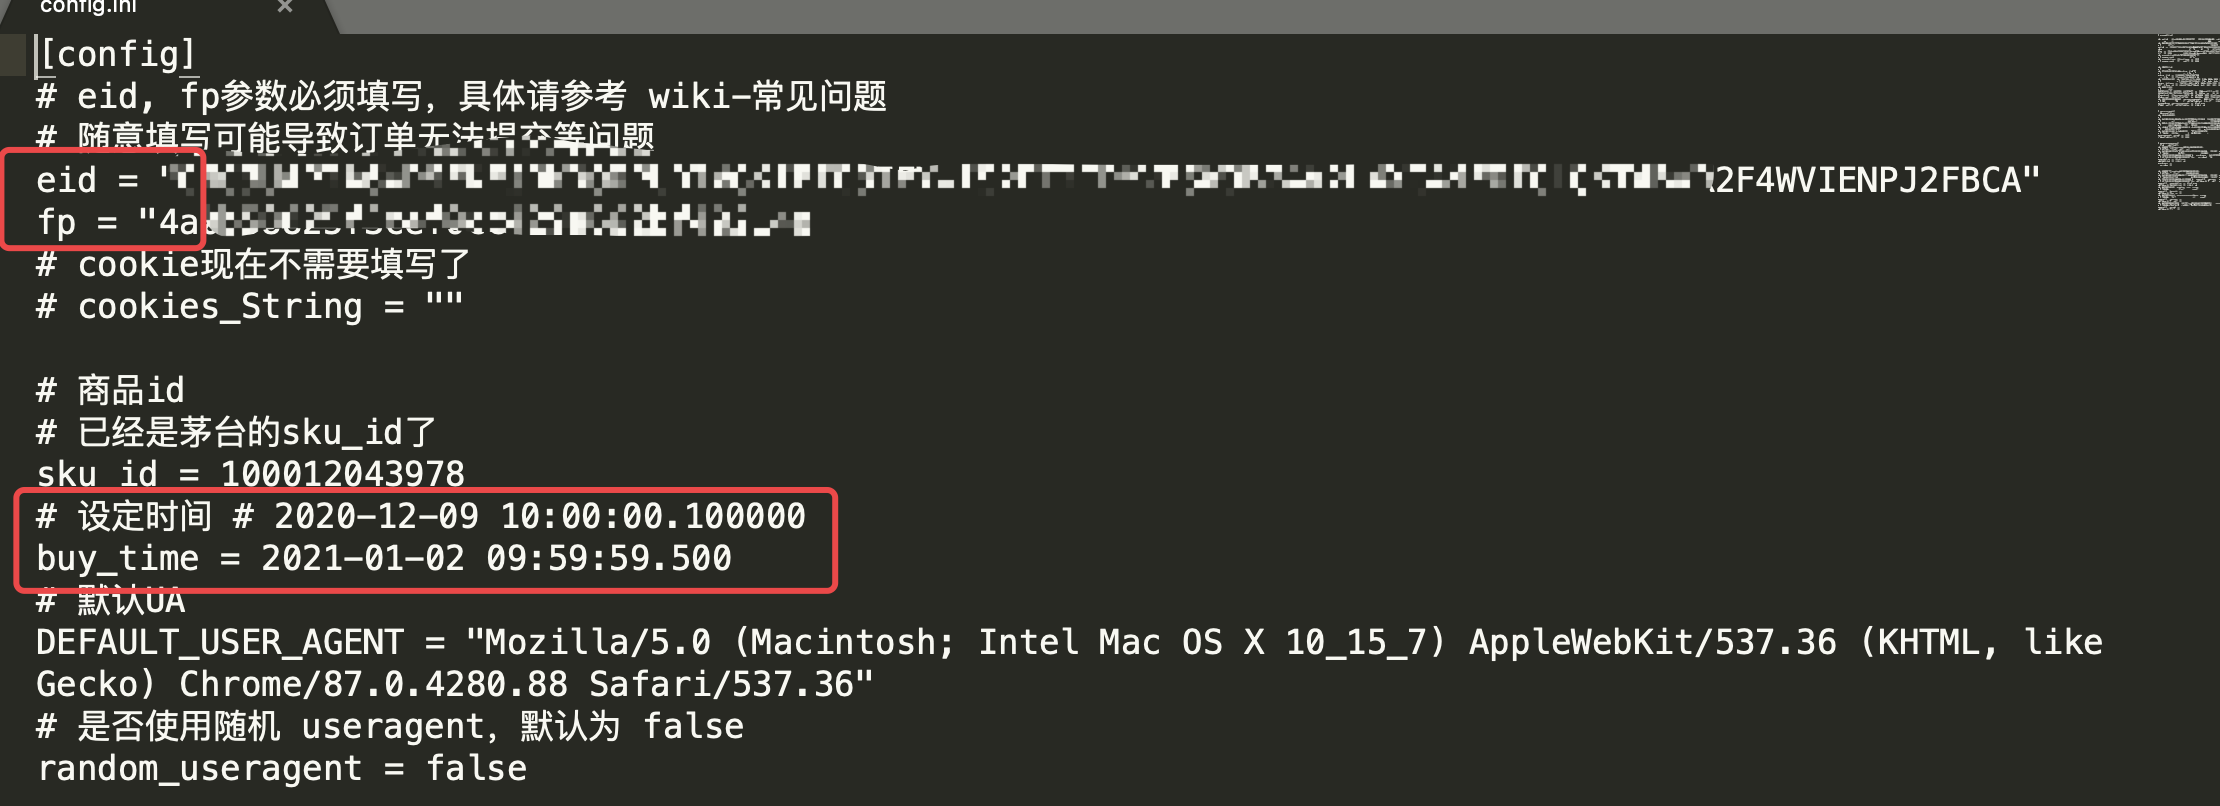 config.ini ×
[config]
# eid, fp参数必须填写，具体请参考 wiki-常见问题
# 随意填写可能导致订单无法提交等问题
eid = "2F4WVIENPJ2FBCA"
fp = "4a
# cookie现在不需要填写了
# cookies_String = ""
# 商品id
# 已经是茅台的sku_id了
sku_id = 100012043978
# 设定时间 # 2020-12-09 10:00:00.100000
buy_time = 2021-01-02 09:59:59.500
# 默认UA
DEFAULT_USER_AGENT = "Mozilla/5.0 (Macintosh; Intel Mac OS X 10_15_7) AppleWebKit/537.36 (KHTML, like
Gecko) Chrome/87.0.4280.88 Safari/537.36"
# 是否使用随机 useragent，默认为 false
random_useragent = false